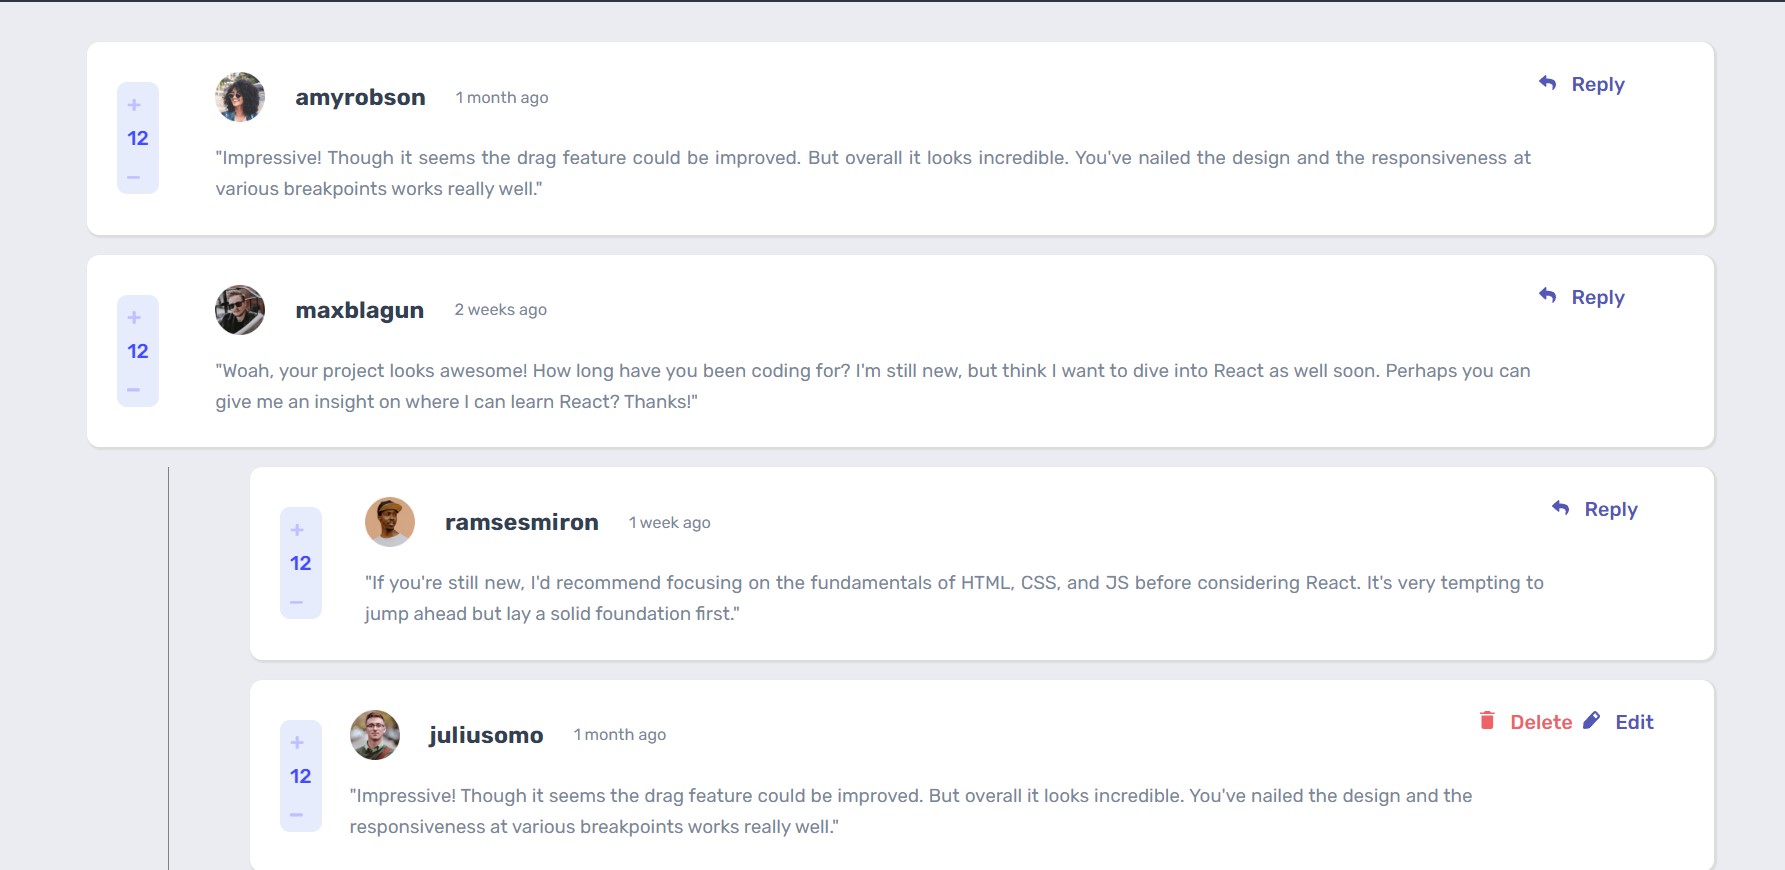 amyrobson 1 month ago Reply
+
12
"Impressive! Though it seems the drag feature could be improved. But overall it looks incredible. You've nailed the design and the responsiveness at
various breakpoints works really well."
−
maxblagun 2 weeks ago Reply
+
12
"Woah, your project looks awesome! How long have you been coding for? I'm still new, but think I want to dive into React as well soon. Perhaps you can
give me an insight on where I can learn React? Thanks!"
−
ramsesmiron 1 week ago Reply
+
12
"If you're still new, I'd recommend focusing on the fundamentals of HTML, CSS, and JS before considering React. It's very tempting to
jump ahead but lay a solid foundation first."
−
juliusomo 1 month ago Delete Edit
+
12
"Impressive! Though it seems the drag feature could be improved. But overall it looks incredible. You've nailed the design and the
responsiveness at various breakpoints works really well."
−